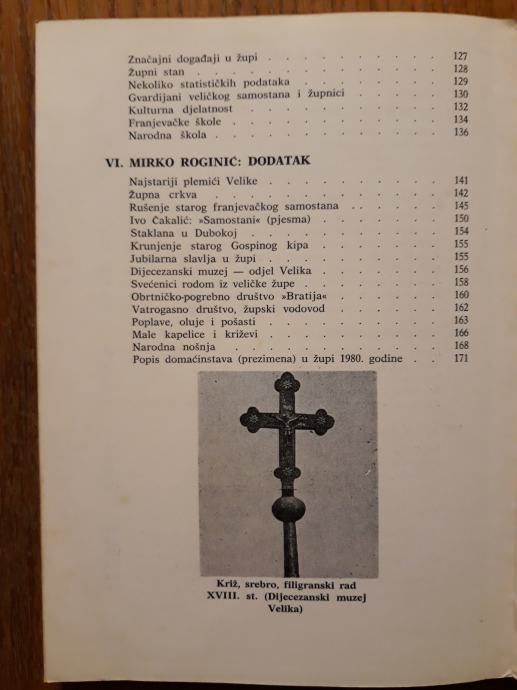 Značajni događaji u župi . . . . . . . . . . 127
Župni stan . . . . . . . . . . . . 128
Nekoliko statističkih podataka . . . . . . . . 129
Gvardijani veličkog samostana i župnici . . . . . 130
Kulturna djelatnost . . . . . . . . . . 132
Franjevačke škole . . . . . . . . . . 134
Narodna škola . . . . . . . . . . . 136
VI. MIRKO ROGINIĆ: DODATAK
Najstariji plemići Velike . . . . . . . . . 141
Župna crkva . . . . . . . . . . . 142
Rušenje starog franjevačkog samostana . . . . . . 145
Ivo Čakalić: »Samostani« (pjesma) . . . . . . 150
Staklana u Dubokoj . . . . . . . . . . 154
Krunjenje starog Gospinog kipa . . . . . . . 155
Jubilarna slavlja u župi . . . . . . . . . 155
Dijecezanski muzej — odjel Velika . . . . . . 156
Svećenici rodom iz veličke župe . . . . . . . 158
Obrtničko-pogrebno društvo »Bratija« . . . . . . 160
Vatrogasno društvo, župski vodovod . . . . . . 162
Poplave, oluje i pošasti . . . . . . . . . 163
Male kapelice i križevi . . . . . . . . . 166
Narodna nošnja . . . . . . . . . . 168
Popis domaćinstava (prezimena) u župi 1980. godine . . 171
Križ, srebro, filigranski rad
XVIII. st. (Dijecezanski muzej
Velika)